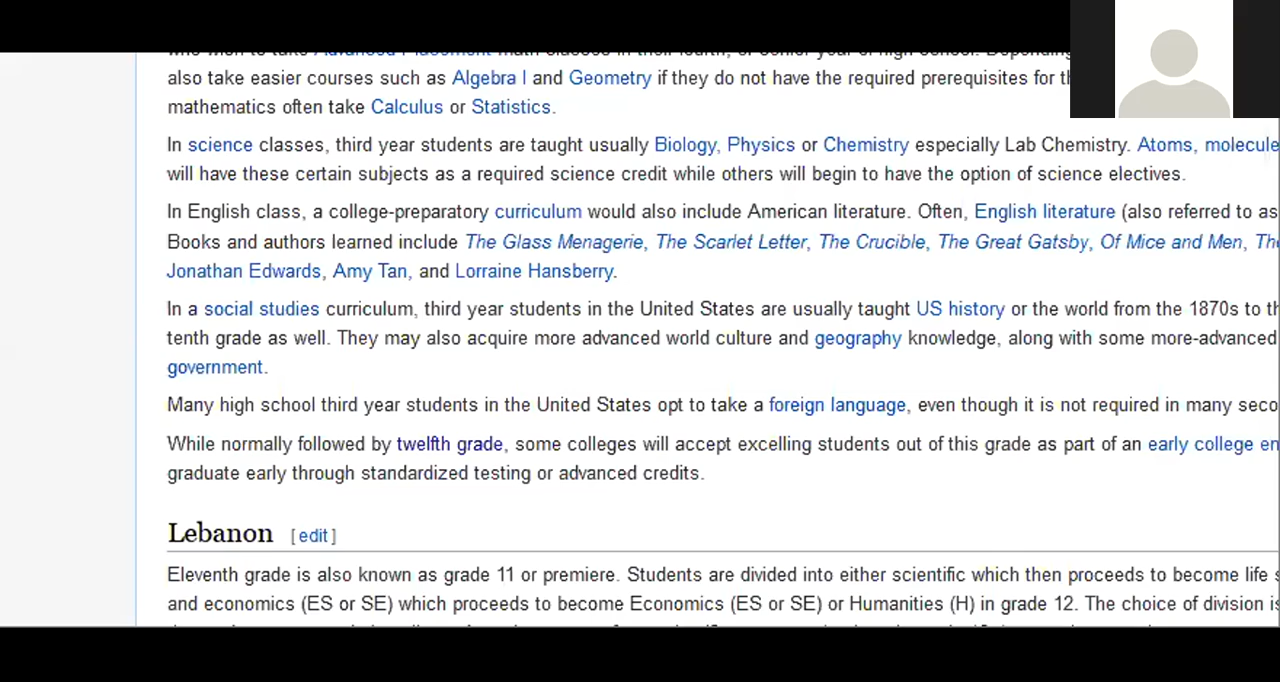 also take easier courses such as Algebra I and Geometry if they do not have the required prerequisites for
mathematics often take Calculus or Statistics.
In science classes, third year students are taught usually Biology, Physics or Chemistry especially Lab Chemistry. Atoms, molecule
will have these certain subjects as a required science credit while others will begin to have the option of science electives.
In English class, a college-preparatory curriculum would also include American literature. Often, English literature (also referred to as
Books and authors learned include The Glass Menagerie, The Scarlet Letter, The Crucible, The Great Gatsby, Of Mice and Men,
Jonathan Edwards, Amy Tan, and Lorraine Hansberry.
In a social studies curriculum, third year students in the United States are usually taught US history or the world from the 1870s to
tenth grade as well. They may also acquire more advanced world culture and geography knowledge, along with some more-advanced
government.
Many high school third year students in the United States opt to take a foreign language, even though it is not required in many seco
While normally followed by twelfth grade, some colleges will accept excelling students out of this grade as part of an early college en
graduate early through standardized testing or advanced credits.
Lebanon [edit]
Eleventh grade is also known as grade 11 or premiere. Students are divided into either scientific which then proceeds to become life
and economics (ES or SE) which proceeds to become Economics (ES or SE) or Humanities (H) in grade 12. The choice of division is